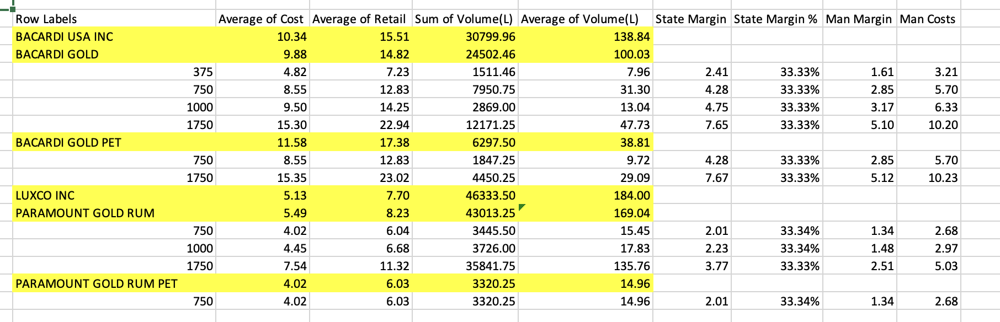 Row Labels Average of Cost Average of Retail Sum of Volume(L) Average of Volume(L) State Margin State Margin % Man Margin Man Costs
BACARDI USA INC 10.34 15.51 30799.96 138.84
BACARDI GOLD 9.88 14.82 24502.46 100.03
375 4.82 7.23 1511.46 7.96 2.41 33.33% 1.61 3.21
750 8.55 12.83 7950.75 31.30 4.28 33.33% 2.85 5.70
1000 9.50 14.25 2869.00 13.04 4.75 33.33% 3.17 6.33
1750 15.30 22.94 12171.25 47.73 7.65 33.33% 5.10 10.20
BACARDI GOLD PET 11.58 17.38 6297.50 38.81
750 8.55 12.83 1847.25 9.72 4.28 33.33% 2.85 5.70
1750 15.35 23.02 4450.25 29.09 7.67 33.33% 5.12 10.23
LUXCO INC 5.13 7.70 46333.50 184.00
PARAMOUNT GOLD RUM 5.49 8.23 43013.25 169.04
750 4.02 6.04 3445.50 15.45 2.01 33.34% 1.34 2.68
1000 4.45 6.68 3726.00 17.83 2.23 33.34% 1.48 2.97
1750 7.54 11.32 35841.75 135.76 3.77 33.33% 2.51 5.03
PARAMOUNT GOLD RUM PET 4.02 6.03 3320.25 14.96
750 4.02 6.03 3320.25 14.96 2.01 33.34% 1.34 2.68